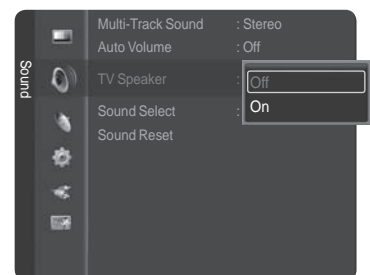 Sound
Multi-Track Sound : Stereo
Auto Volume : Off
TV Speaker : Off
On
Sound Select :
Sound Reset